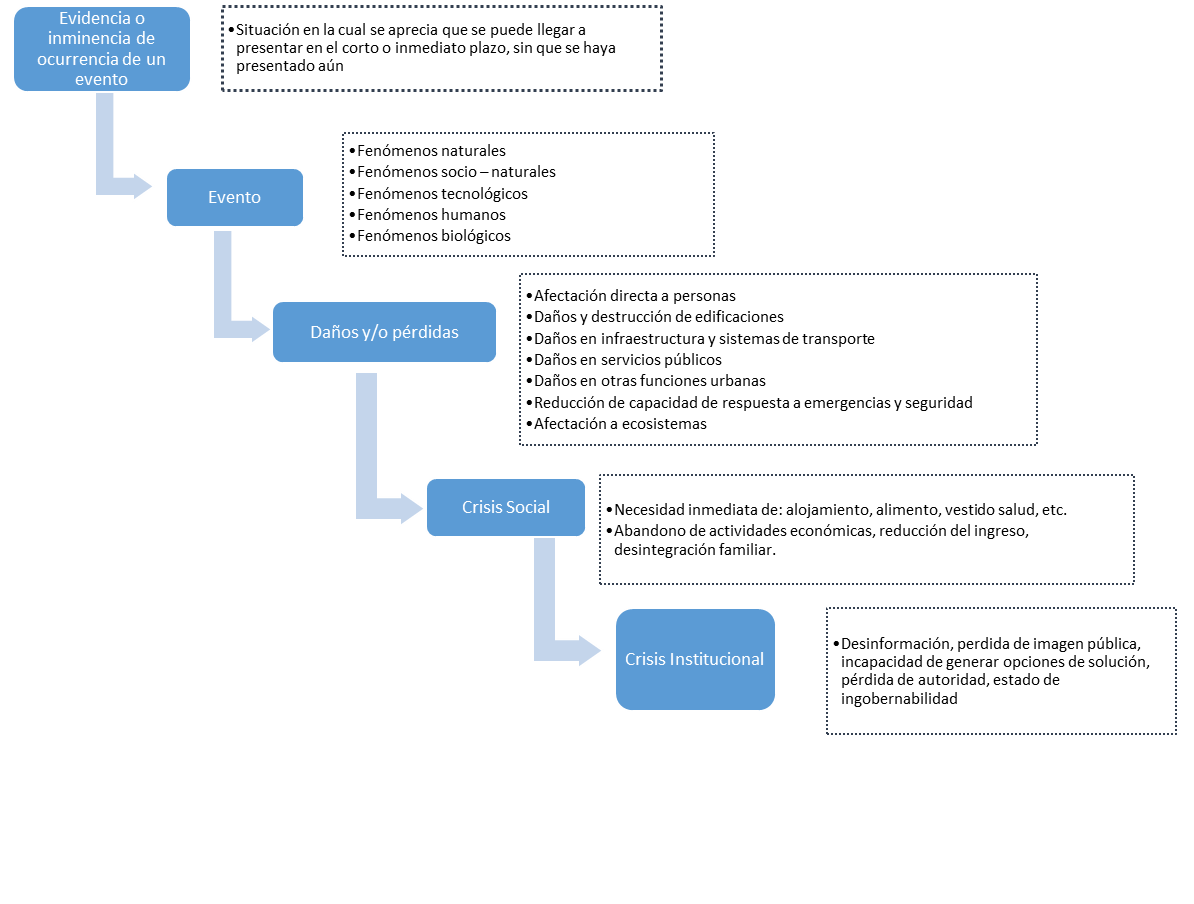 Evidencia o
inminencia de
ocurrencia de un
evento
•Situación en la cual se aprecia que se puede llegar a
presentar en el corto o inmediato plazo, sin que se haya
presentado aún
Evento
•Fenómenos naturales
•Fenómenos socio – naturales
•Fenómenos tecnológicos
•Fenómenos humanos
•Fenómenos biológicos
Daños y/o pérdidas
•Afectación directa a personas
•Daños y destrucción de edificaciones
•Daños en infraestructura y sistemas de transporte
•Daños en servicios públicos
•Daños en otras funciones urbanas
•Reducción de capacidad de respuesta a emergencias y seguridad
•Afectación a ecosistemas
Crisis Social
•Necesidad inmediata de: alojamiento, alimento, vestido salud, etc.
•Abandono de actividades económicas, reducción del ingreso,
desintegración familiar.
Crisis Institucional
•Desinformación, perdida de imagen pública,
incapacidad de generar opciones de solución,
pérdida de autoridad, estado de
ingobernabilidad